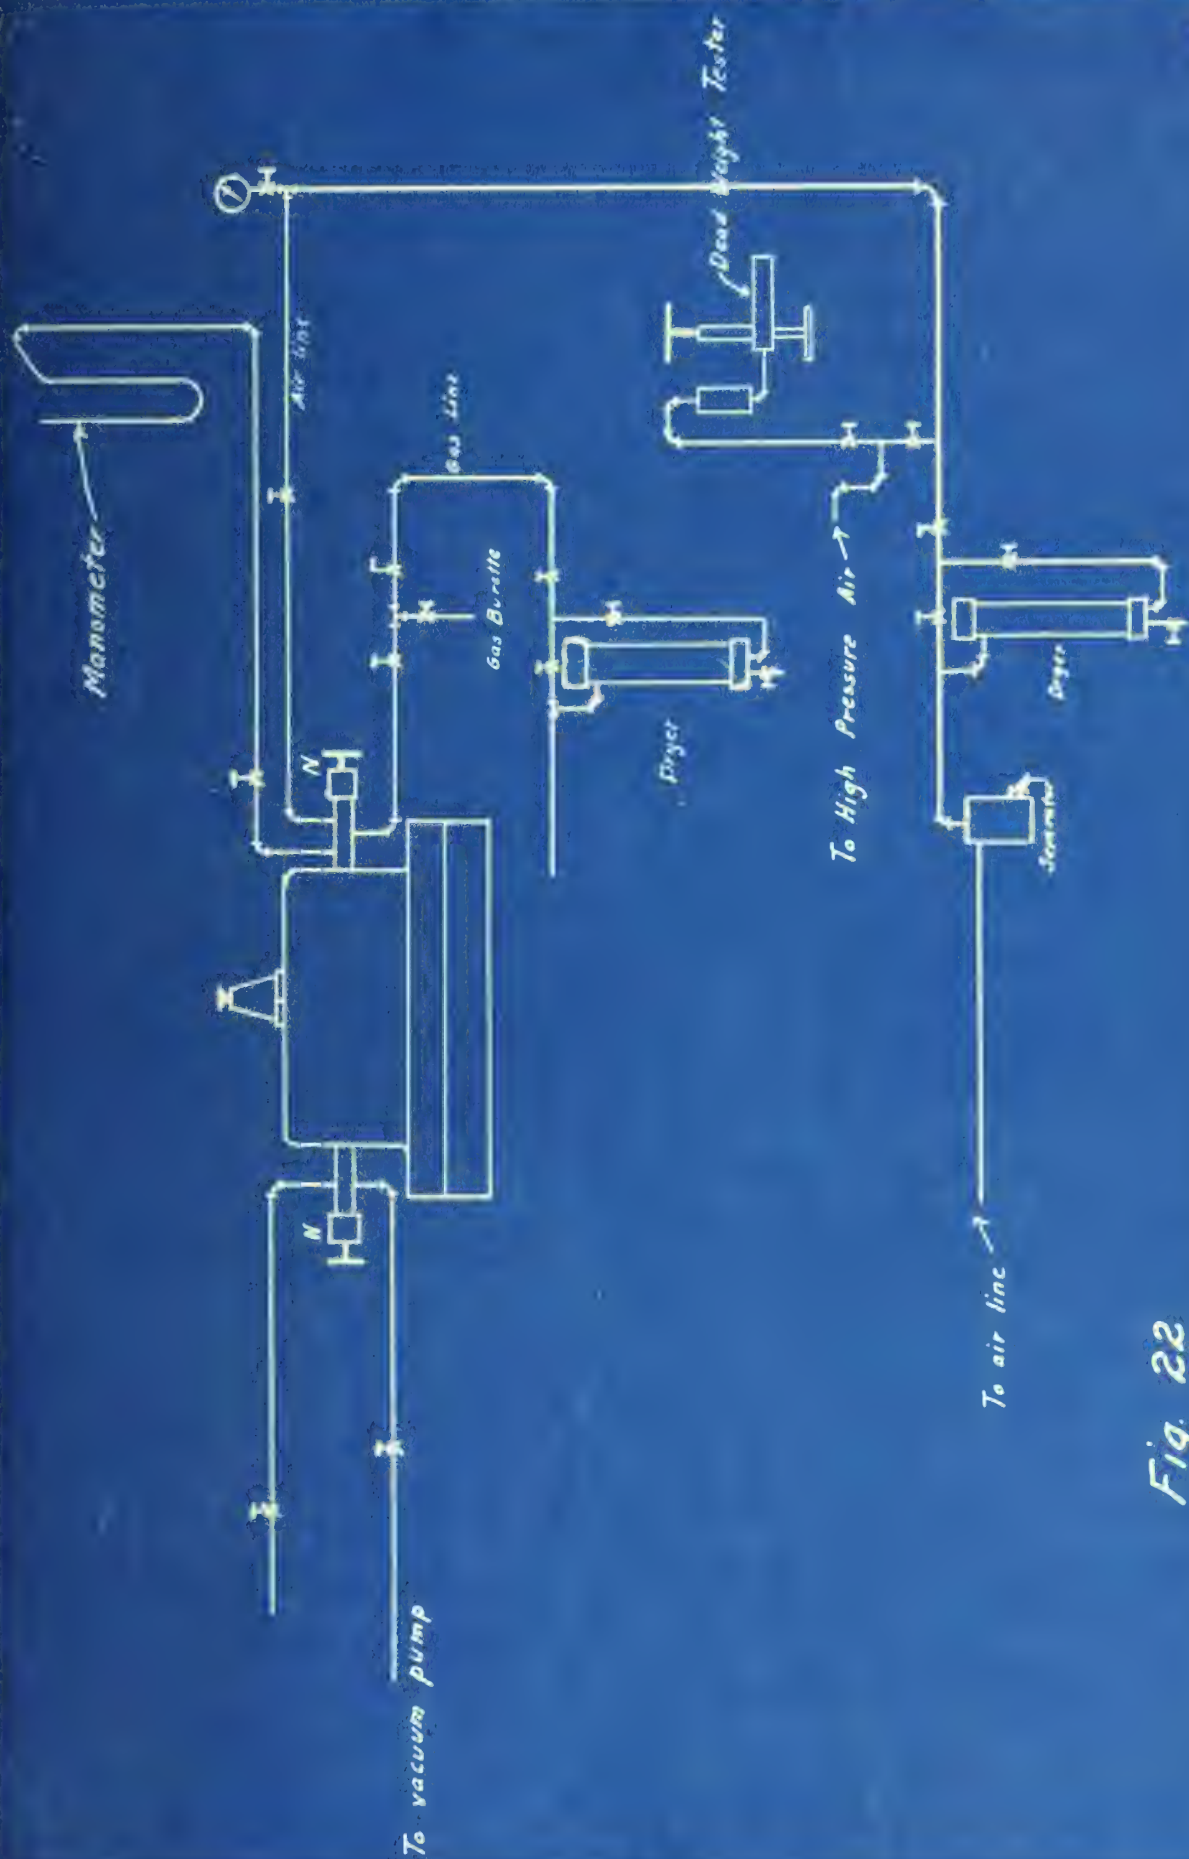 Manometer
Air Line
Gas Line
Gas Buratte
Dead Weight Tester
N
N
Dryer
To High Pressure Air
Dryer
To vacuum pump
To air line
Fig. 22